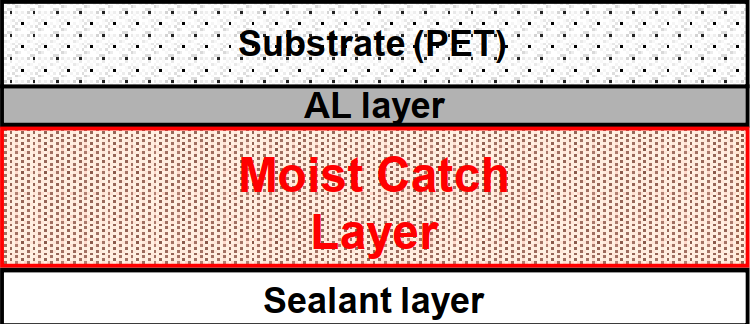 Substrate (PET)
AL layer
Moist Catch
Layer
Sealant layer